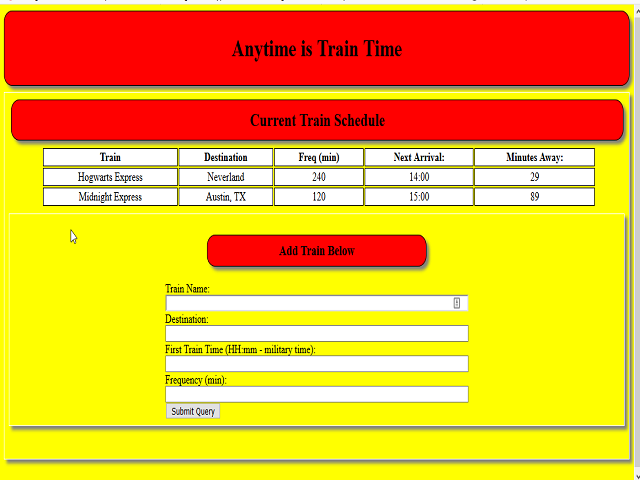 Anytime is Train Time
Current Train Schedule
Train Destination Freq (min) Next Arrival: Minutes Away:
Hogwarts Express Neverland 240 14:00 29
Midnight Express Austin, TX 120 15:00 89
Add Train Below
Train Name:
Destination:
First Train Time (HH:mm - military time):
Frequency (min):
Submit Query